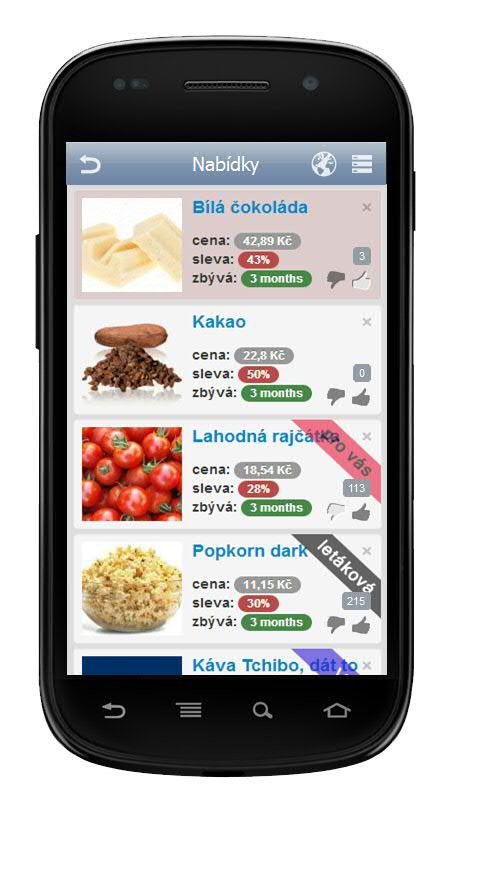 Nabídky
Bílá čokoláda
×
cena: 42,89 Kč
sleva: 43%
3
zbývá: 3 months
Kakao
×
cena: 22,8 Kč
sleva: 50%
0
zbývá: 3 months
Lahodná rajčátka
×
pro vás
cena: 18,54 Kč
sleva: 28%
113
zbývá: 3 months
Popkorn dark
×
letáková
cena: 11,15 Kč
sleva: 30%
215
zbývá: 3 months
Káva Tchibo, dát to
×